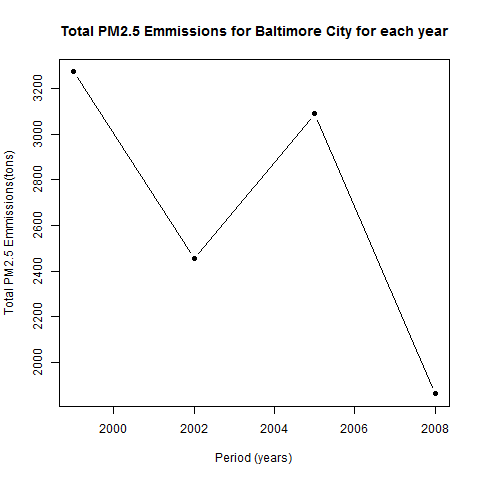 Total PM2.5 Emmissions for Baltimore City for each year
Total PM2.5 Emmissions(tons)
3200
3000
2800
2600
2400
2200
2000
2000 2002 2004 2006 2008
Period (years)